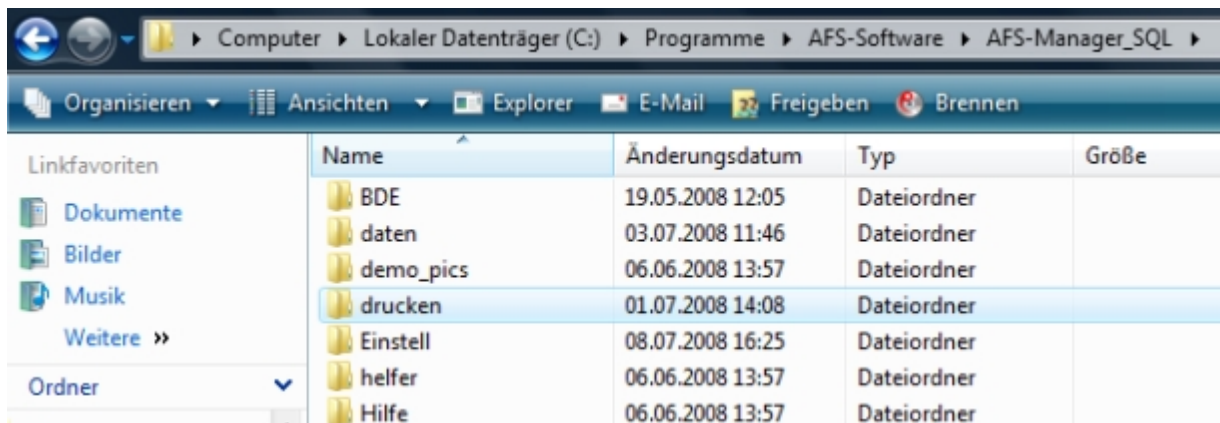 Computer Lokaler Datenträger (C:) Programme AFS-Software AFS-Manager_SQL
Organisieren Ansichten Explorer E-Mail Freigeben Brennen
Linkfavoriten
Dokumente
Bilder
Musik
Weitere »
Ordner
Name Änderungsdatum Typ Größe
BDE 19.05.2008 12:05 Dateiordner
daten 03.07.2008 11:46 Dateiordner
demo_pics 06.06.2008 13:57 Dateiordner
drucken 01.07.2008 14:08 Dateiordner
Einstell 08.07.2008 16:25 Dateiordner
helfer 06.06.2008 13:57 Dateiordner
Hilfe 06.06.2008 13:57 Dateiordner